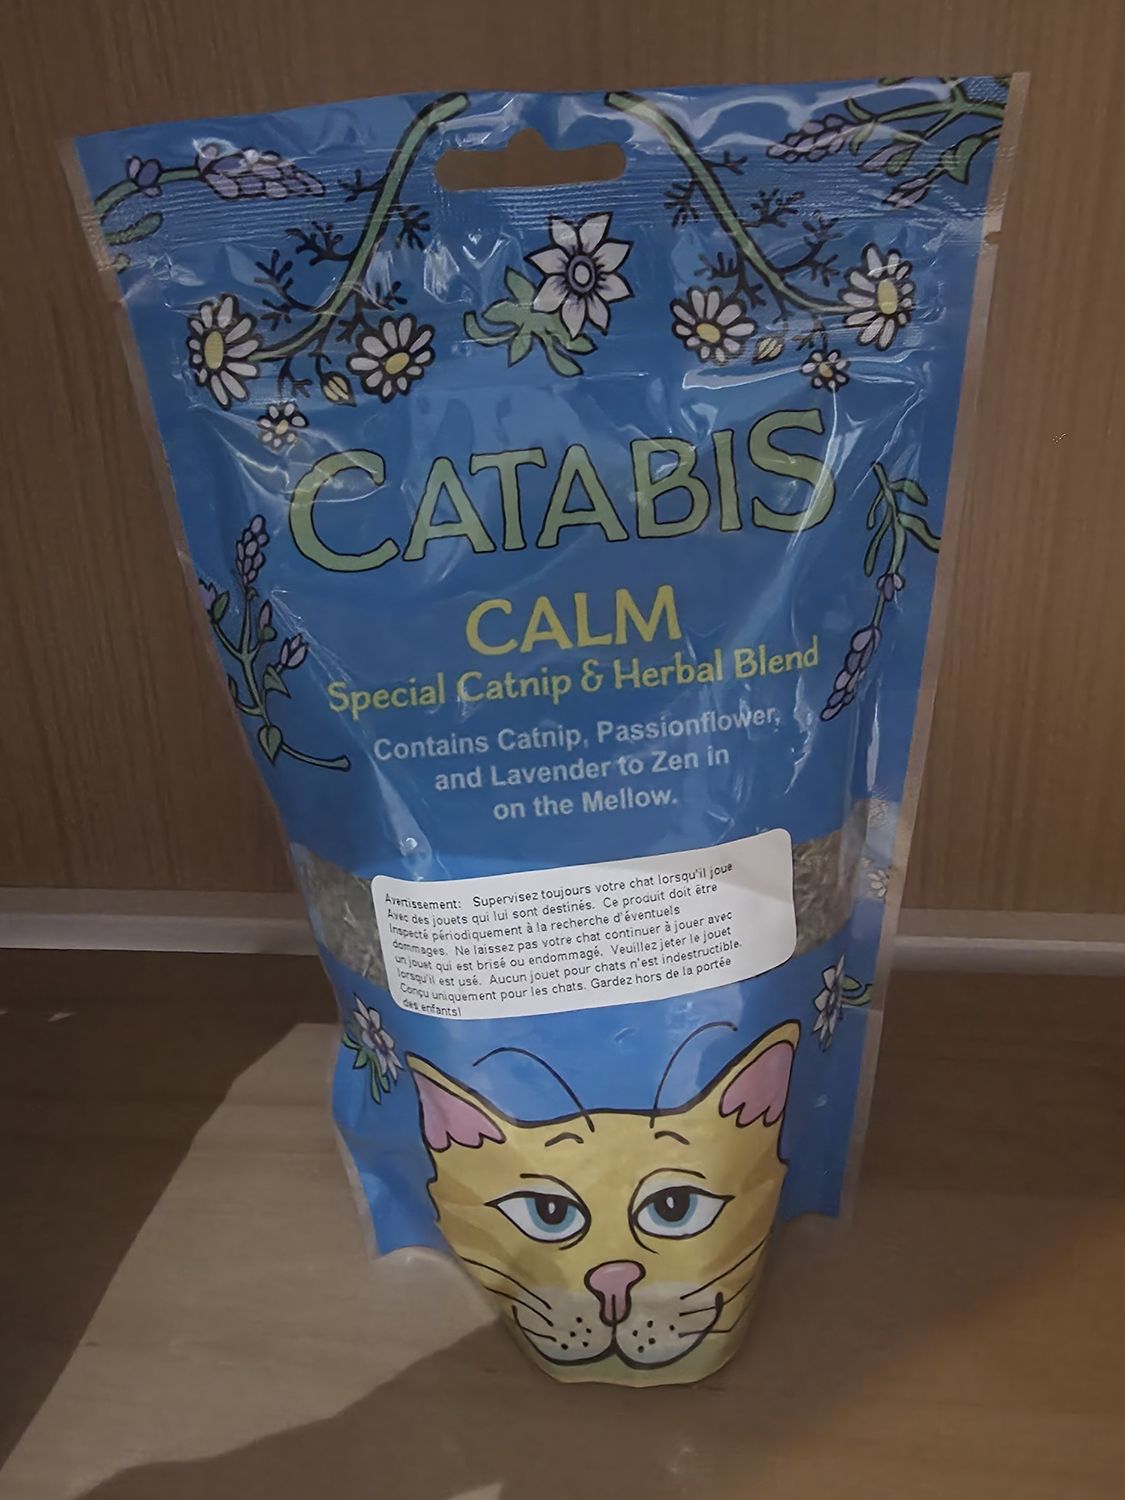 CATABIS
CALM
Special Catnip & Herbal Blend
Contains Catnip, Passionflower,
and Lavender to Zen in
on the Mellow.
Avertissement: Supervisez toujours votre chat lorsqu'il joue
Avec des jouets qui lui sont destinés. Ce produit doit être
Inspecté périodiquement à la recherche d'éventuels
dommages. Ne laissez pas votre chat continuer à jouer avec
un jouet qui est brisé ou endommagé. Veuillez jeter le jouet
lorsqu'il est usé. Aucun jouet pour chats n'est indestructible.
Conçu uniquement pour les chats. Gardez hors de la portée
des enfants!